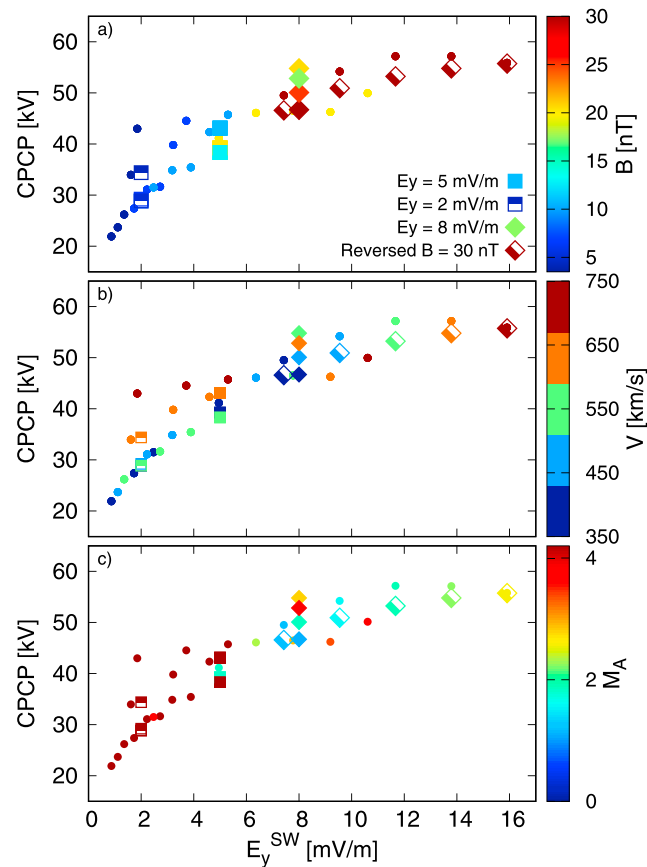 a)
CPCP [kV]
60
50
40
30
20
Ey = 5 mV/m
Ey = 2 mV/m
Ey = 8 mV/m
Reversed B = 30 nT
30
25
20
15
10
5
B [nT]
b)
CPCP [kV]
60
50
40
30
20
750
650
550
450
350
V [km/s]
c)
CPCP [kV]
60
50
40
30
20
4
2
0
M_A
0 2 4 6 8 10 12 14 16
E_y^SW [mV/m]